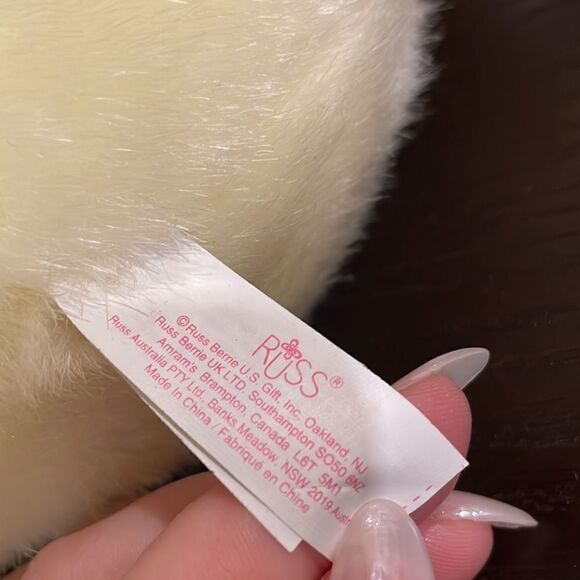 RUSS®
©Russ Berrie U.S. Gift, Inc. Oakland, NJ
Russ Berrie UK LTD. Southampton SO50 6NZ
Amram's Brampton, Canada L6T 5M1
Russ Australia PTY Ltd., Banks Meadow, NSW 2019
Made In China / Fabriqué en Chine